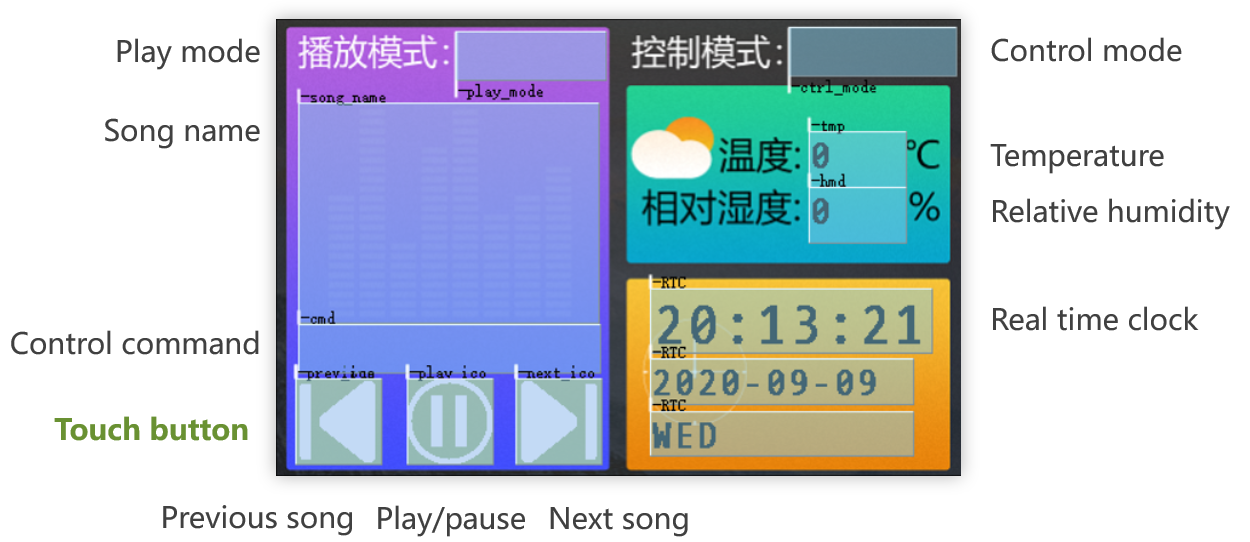 Play mode
播放模式:
-play_mode
控制模式:
-ctrl_mode
Control mode
Song name
-song_name
-tmp
温度: 0 ℃
Temperature
-hmd
相对湿度: 0 %
Relative humidity
-RTC
20:13:21
Real time clock
-RTC
2020-09-09
-RTC
WED
Control command
-cmd
-play_ico
-next_ico
Touch button
Previous song
Play/pause
Next song